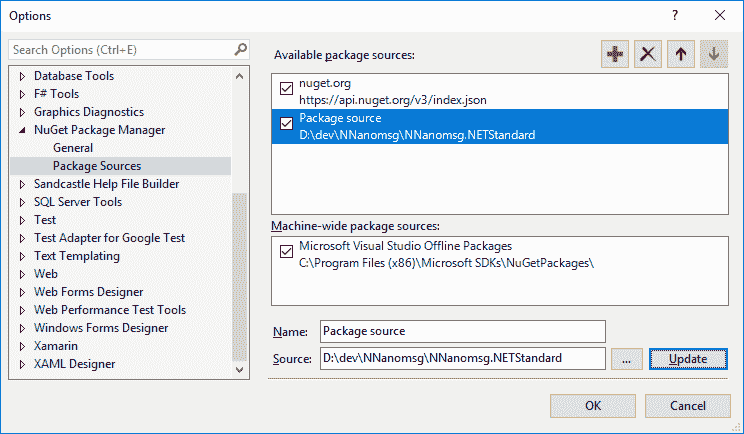 Options
?
Search Options (Ctrl+E)
Database Tools
F# Tools
Graphics Diagnostics
NuGet Package Manager
General
Package Sources
Sandcastle Help File Builder
SQL Server Tools
Test
Test Adapter for Google Test
Text Templating
Web
Web Forms Designer
Web Performance Test Tools
Windows Forms Designer
Xamarin
XAML Designer
Available package sources:
nuget.org
https://api.nuget.org/v3/index.json
Package source
D:\dev\NNanomsg\NNanomsg.NETStandard
Machine-wide package sources:
Microsoft Visual Studio Offline Packages
C:\Program Files (x86)\Microsoft SDKs\NuGetPackages\
Name: Package source
Source: D:\dev\NNanomsg\NNanomsg.NETStandard ... Update
OK Cancel